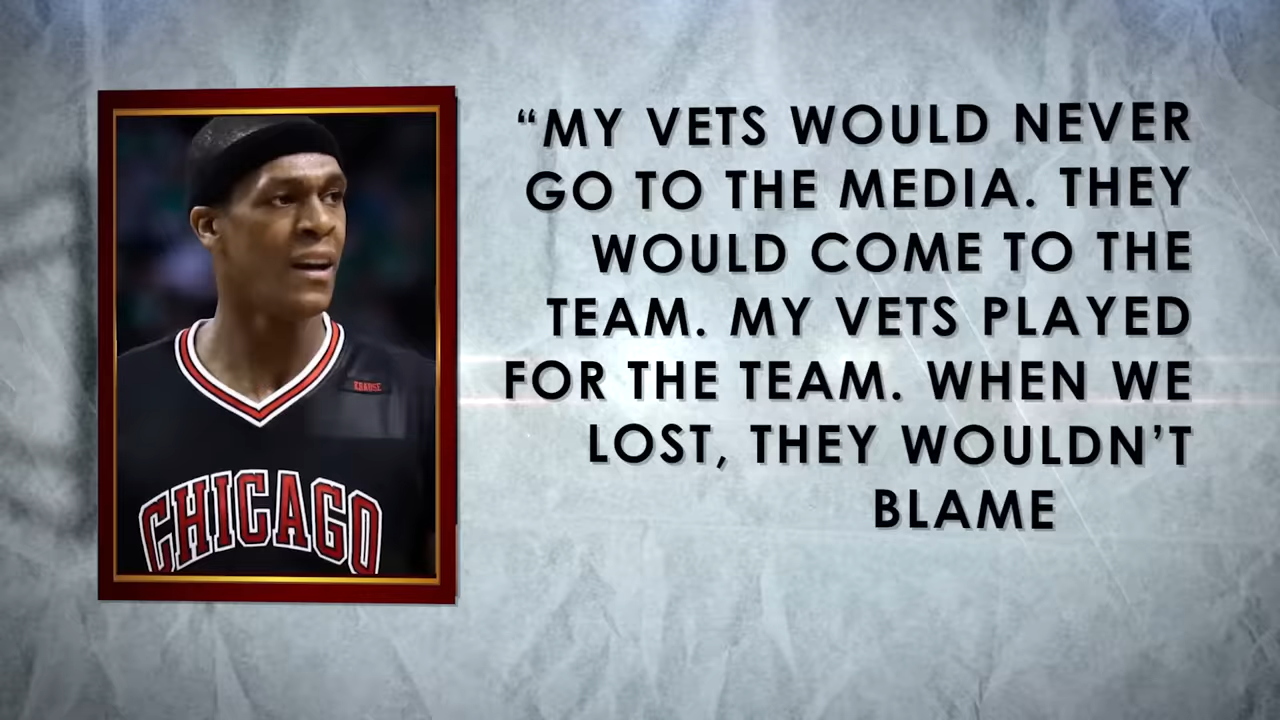 “MY VETS WOULD NEVER
GO TO THE MEDIA. THEY
WOULD COME TO THE
TEAM. MY VETS PLAYED
FOR THE TEAM. WHEN WE
LOST, THEY WOULDN’T
BLAME
KRAUSE
CHICAGO